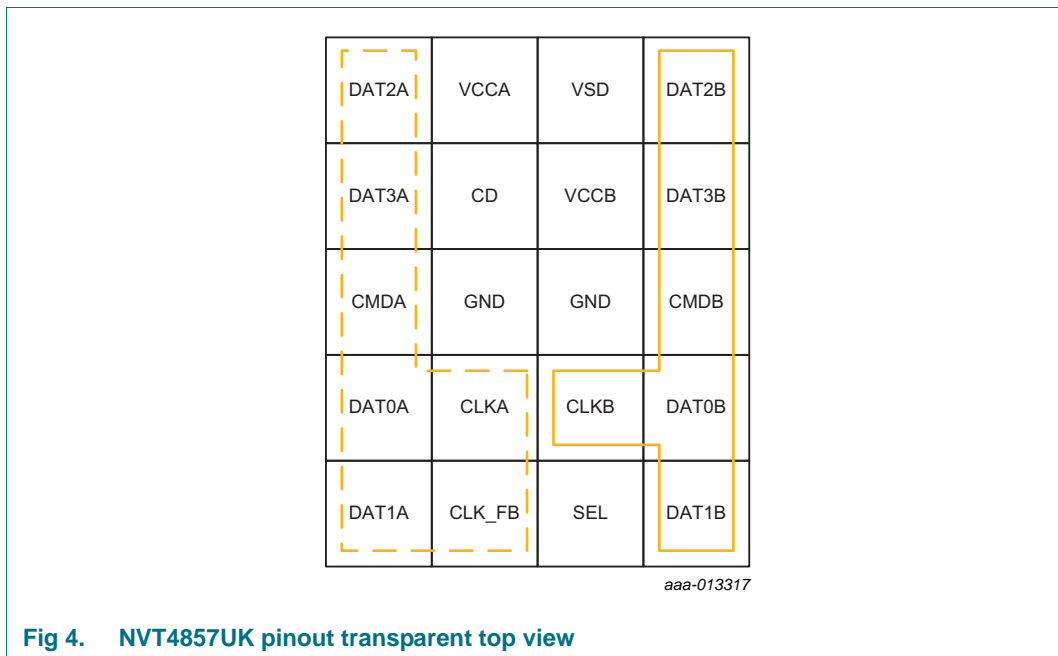 DAT2A VCCA VSD DAT2B
DAT3A CD VCCB DAT3B
CMDA GND GND CMDB
DAT0A CLKA CLKB DAT0B
DAT1A CLK_FB SEL DAT1B
aaa-013317
Fig 4. NVT4857UK pinout transparent top view